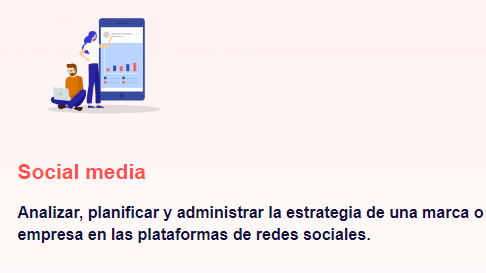 Social media
Analizar, planificar y administrar la estrategia de una marca o
empresa en las plataformas de redes sociales.